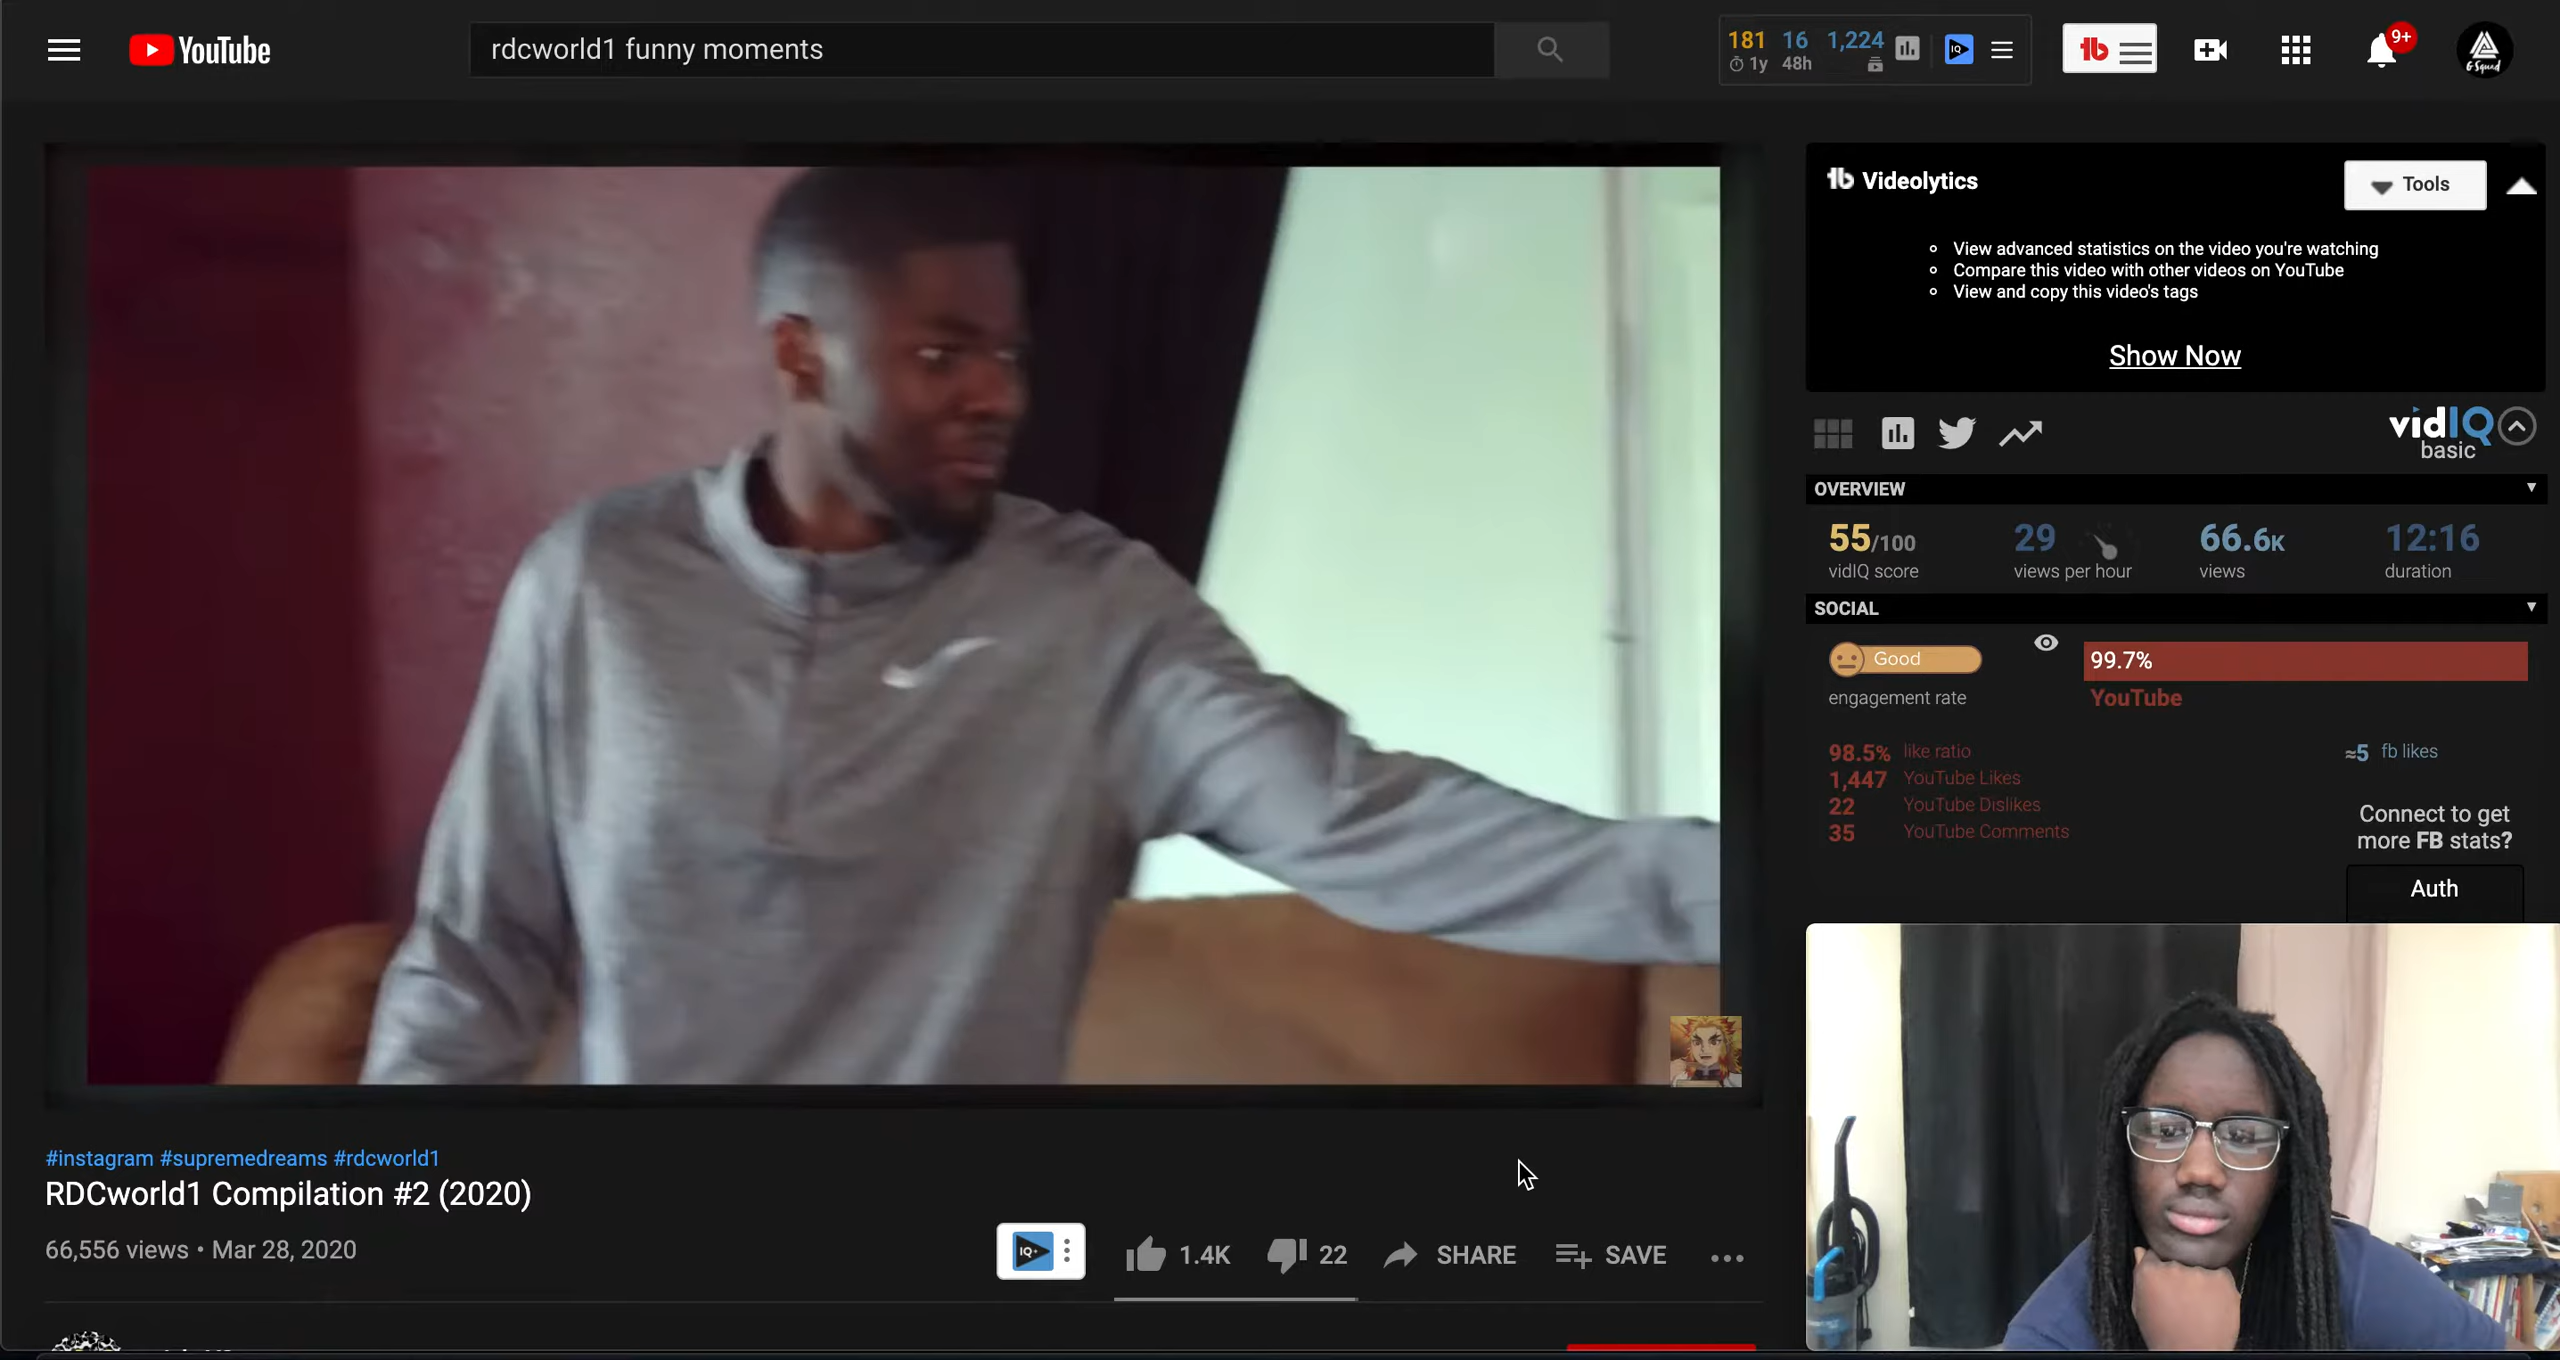 YouTube
rdcworld1 funny moments
181 16 1,224
1y 48h
IQ
tb
9+
G Squad
tb Videolytics
Tools
View advanced statistics on the video you're watching
Compare this video with other videos on YouTube
View and copy this video's tags
Show Now
vidIQ
basic
OVERVIEW
55/100 29 66.6K 12:16
vidIQ score views per hour views duration
SOCIAL
Good 99.7%
engagement rate YouTube
98.5% like ratio ≈5 fb likes
1,447 YouTube Likes
22 YouTube Dislikes
35 YouTube Comments
Connect to get
more FB stats?
Auth
#instagram #supremedreams #rdcworld1
RDCworld1 Compilation #2 (2020)
66,556 views • Mar 28, 2020
IQ+ 1.4K 22 SHARE SAVE